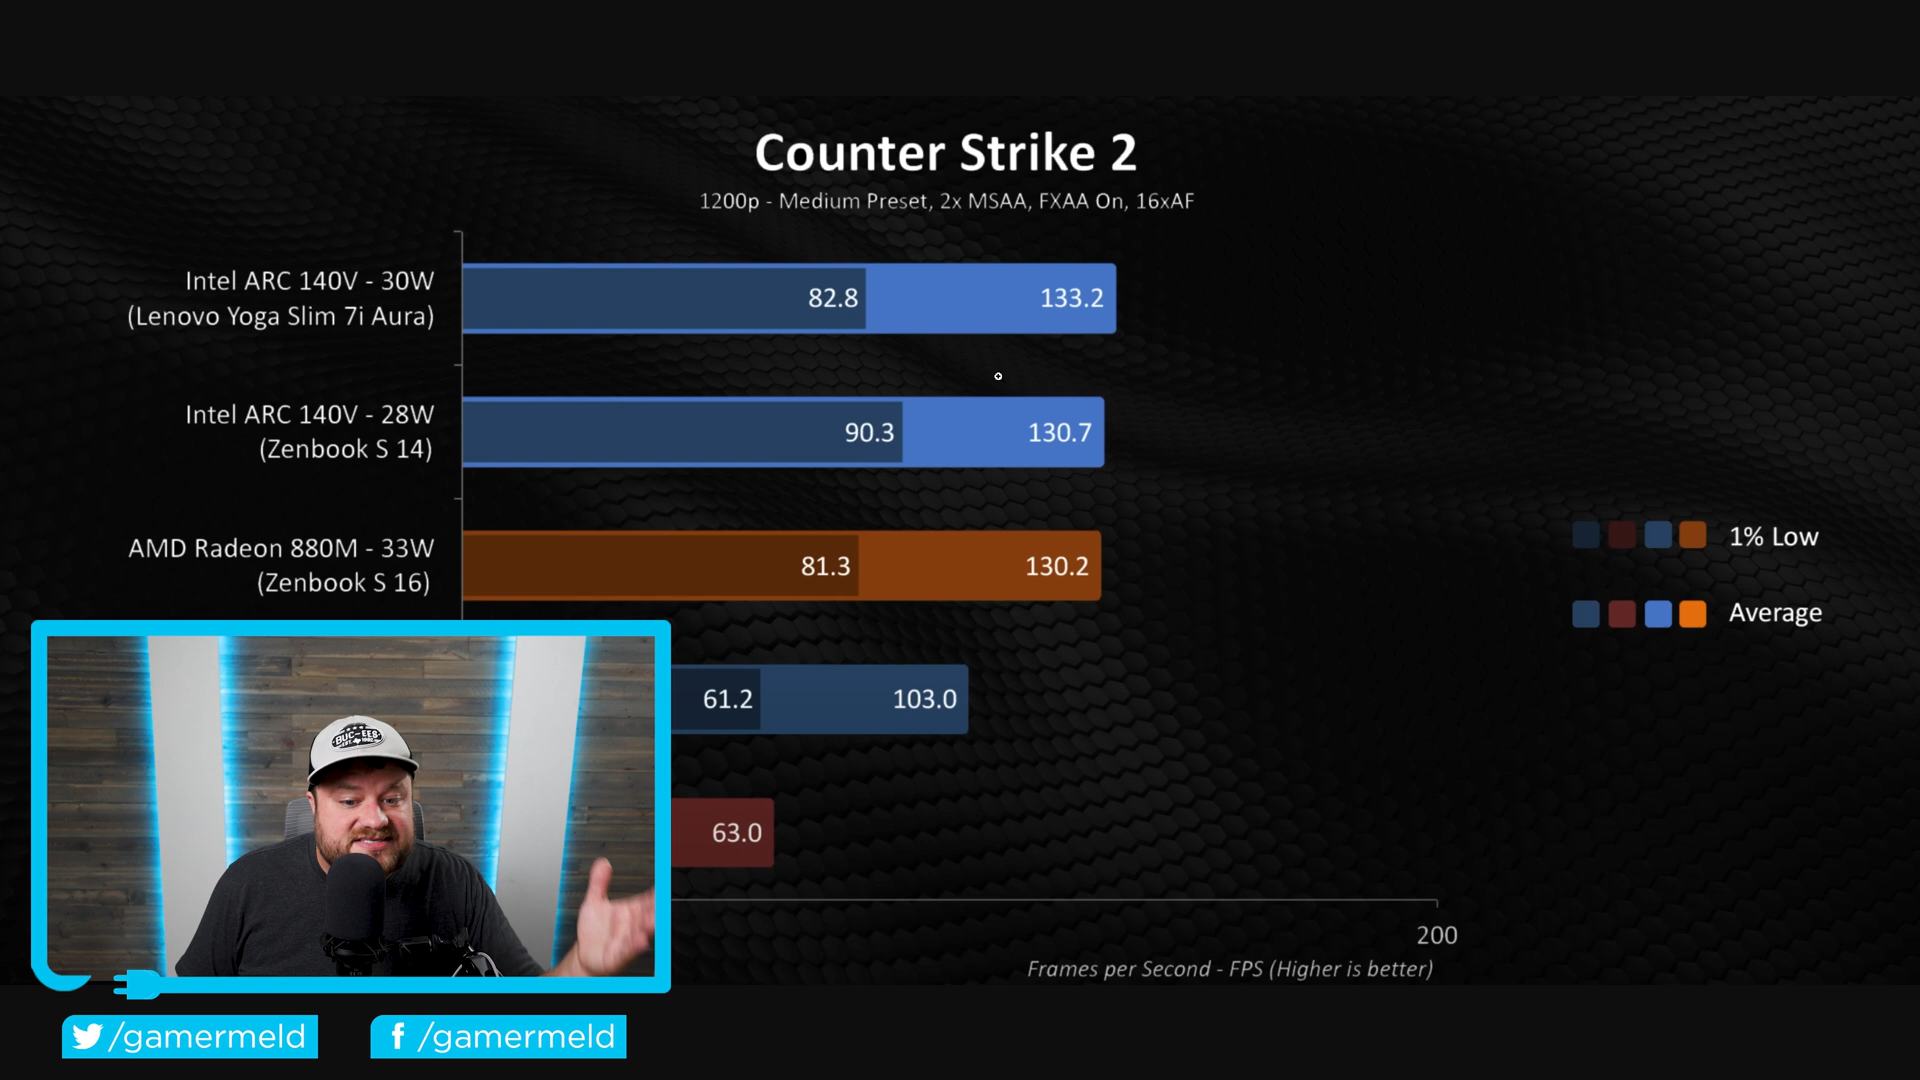 Counter Strike 2
1200p - Medium Preset, 2x MSAA, FXAA On, 16xAF
Intel ARC 140V - 30W
(Lenovo Yoga Slim 7i Aura)
82.8
133.2
Intel ARC 140V - 28W
(Zenbook S 14)
90.3
130.7
AMD Radeon 880M - 33W
(Zenbook S 16)
81.3
130.2
61.2
103.0
63.0
1% Low
Average
200
Frames per Second - FPS (Higher is better)
BUC-EES
/gamermeld
f /gamermeld